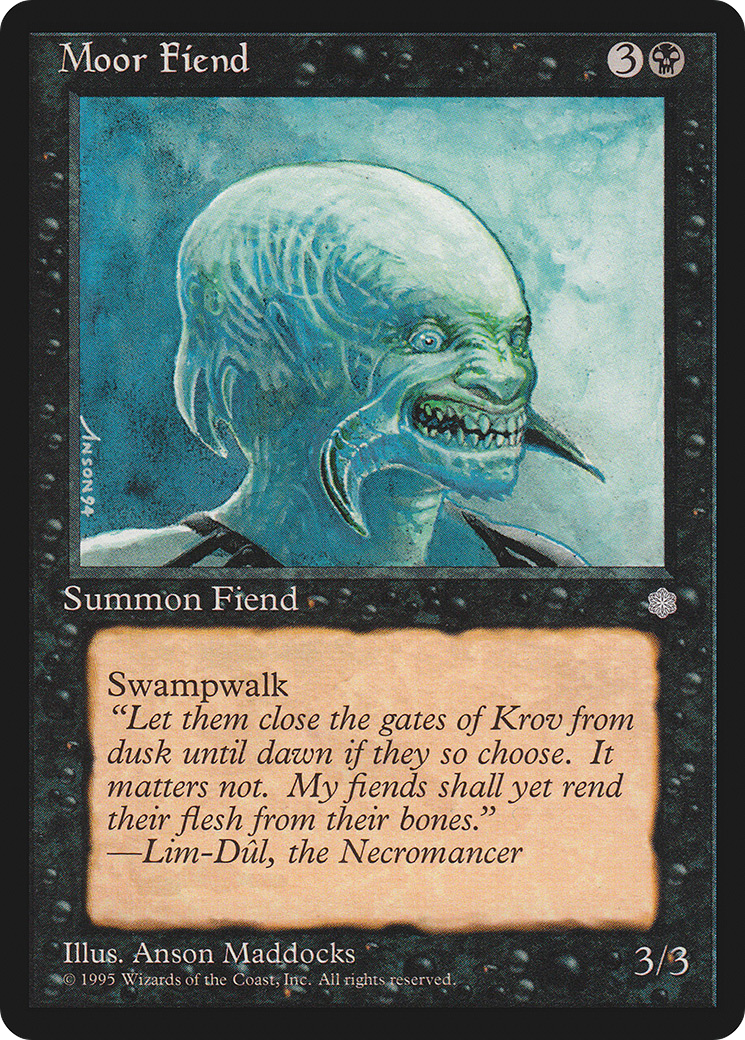 Moor Fiend
3
ANSON94
Summon Fiend
Swampwalk
“Let them close the gates of Krov from
dusk until dawn if they so choose. It
matters not. My fiends shall yet rend
their flesh from their bones.”
—Lim-Dûl, the Necromancer
Illus. Anson Maddocks
3/3
© 1995 Wizards of the Coast, Inc. All rights reserved.